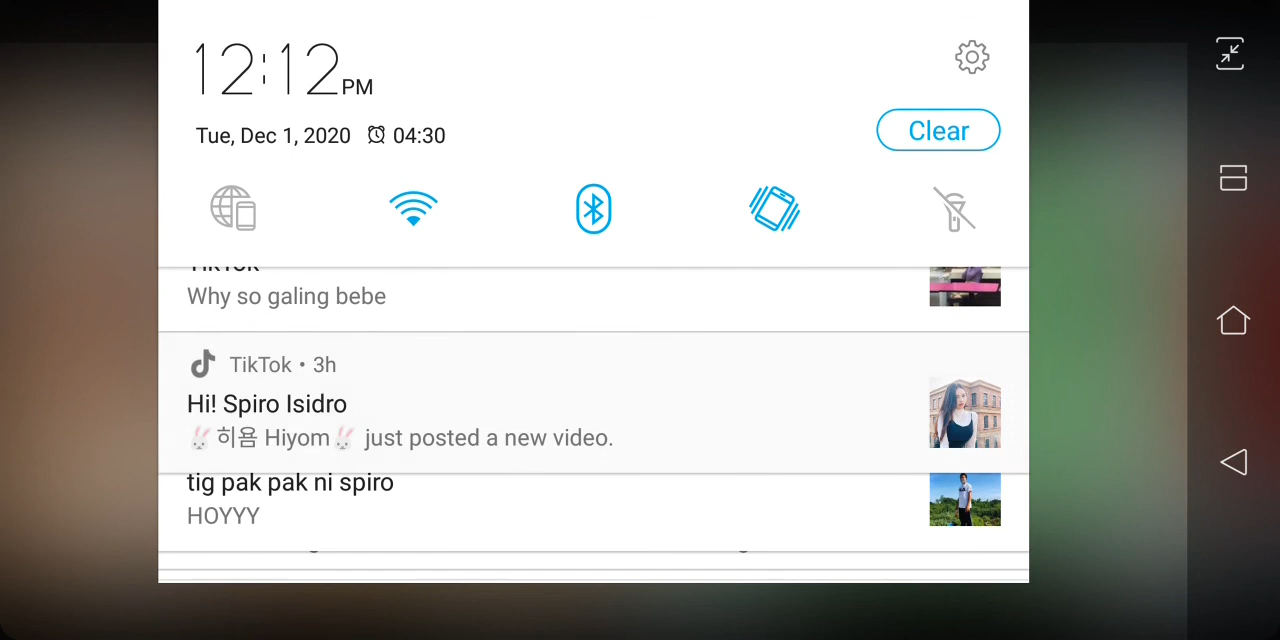 12:12PM
Tue, Dec 1, 2020 04:30
Clear
TikTok
Why so galing bebe
TikTok • 3h
Hi! Spiro Isidro
🐰히욤 Hiyom🐰 just posted a new video.
tig pak pak ni spiro
HOYYY